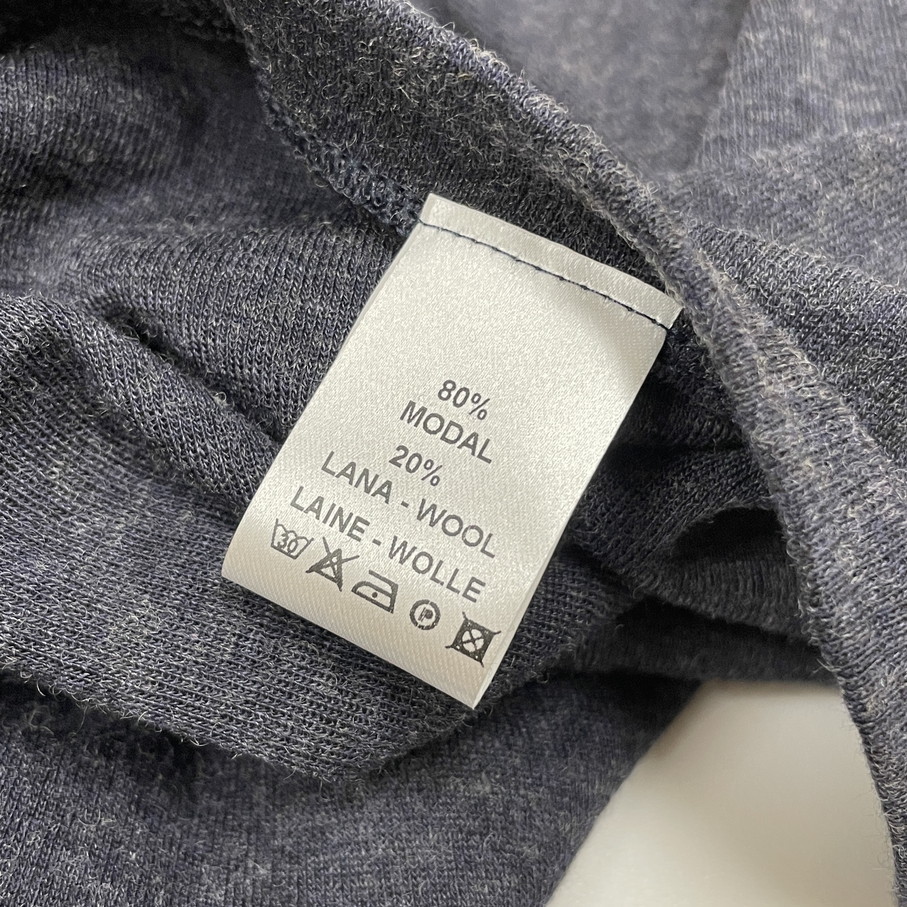 80%
MODAL
20%
LANA - WOOL
LAINE - WOLLE
30 P